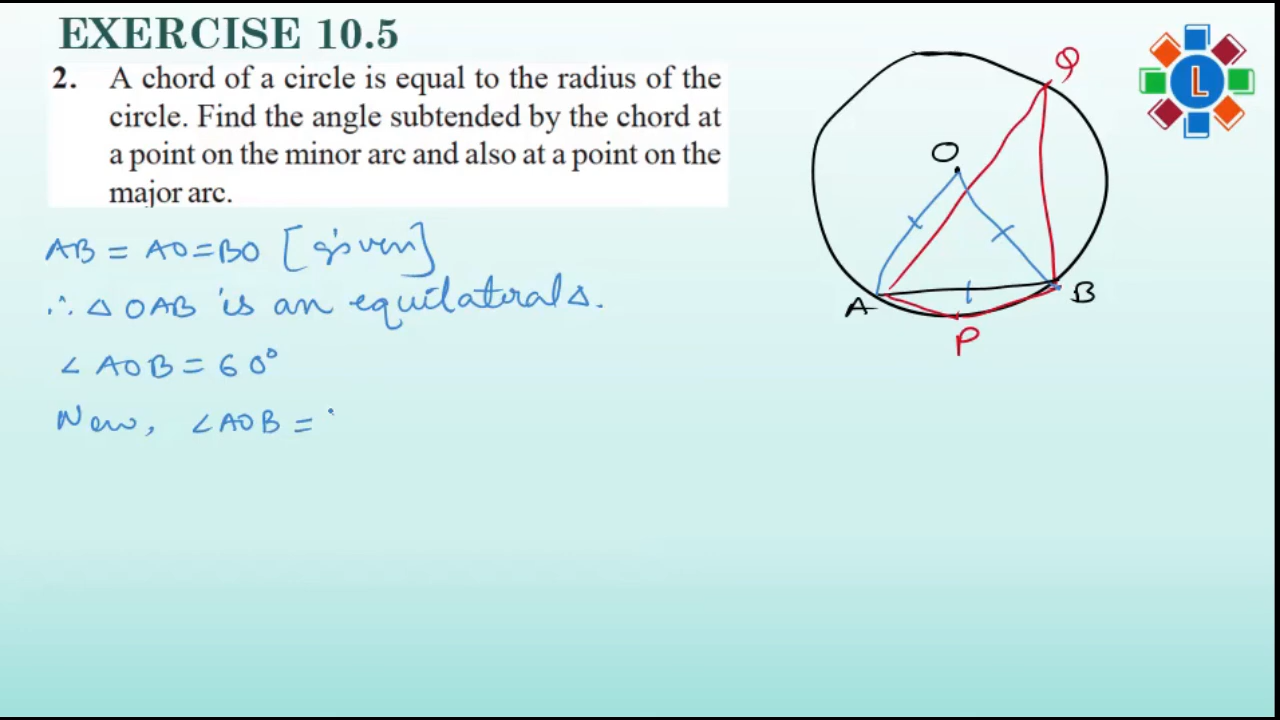 EXERCISE 10.5
2. A chord of a circle is equal to the radius of the
circle. Find the angle subtended by the chord at
a point on the minor arc and also at a point on the
major arc.
AB = AO = BO [given]
∴ △ OAB is an equilateral △.
∠ AOB = 60°
Now, ∠AOB =
Q
O
A
B
P
L